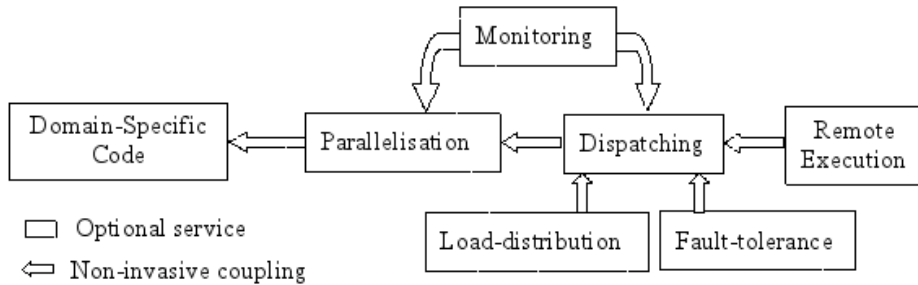 Monitoring
Domain-Specific
Code
Parallelisation
Dispatching
Remote
Execution
Load-distribution
Fault-tolerance
Optional service
Non-invasive coupling